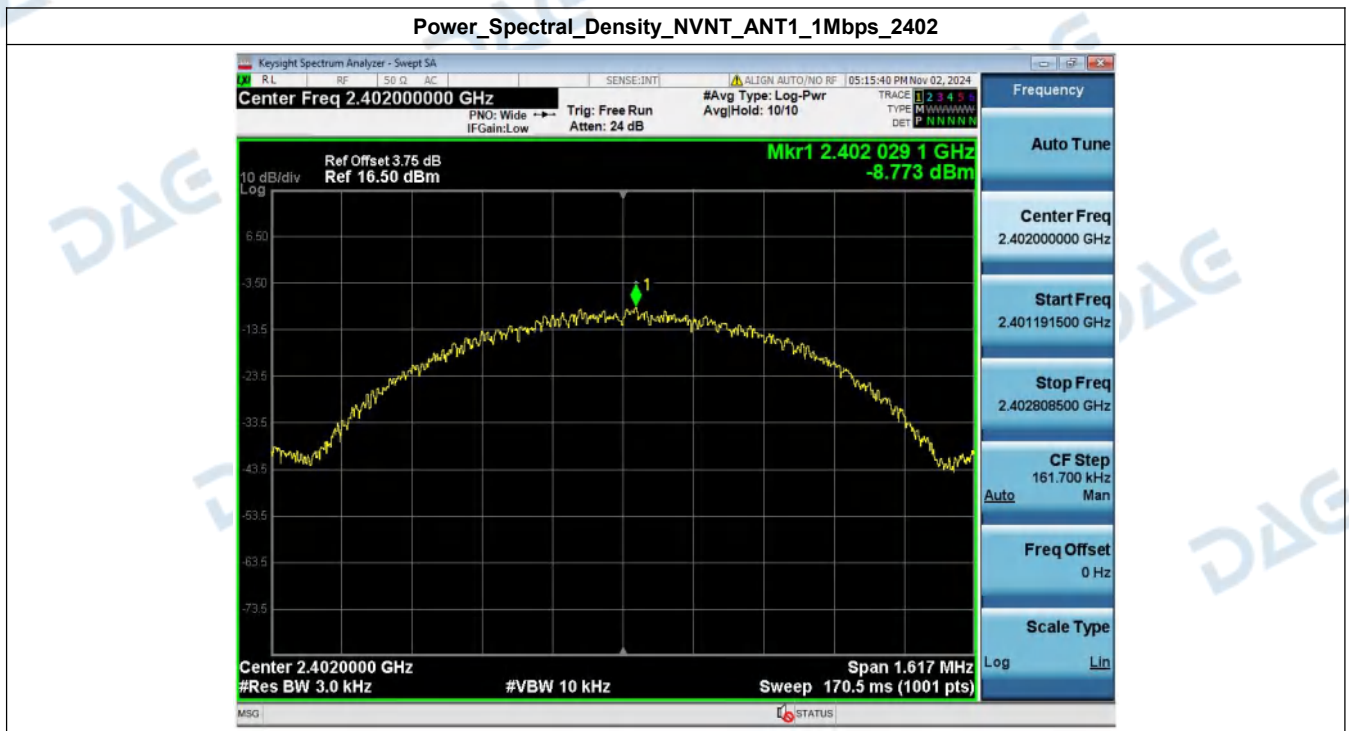 Power_Spectral_Density_NVNT_ANT1_1Mbps_2402
Keysight Spectrum Analyzer - Swept SA
LXI RL RF 50 Ω AC SENSE:INT ALIGN AUTO/NO RF 05:15:40 PM Nov 02, 2024
Center Freq 2.402000000 GHz
PNO: Wide
IFGain:Low
Trig: Free Run
Atten: 24 dB
#Avg Type: Log-Pwr
Avg|Hold: 10/10
TRACE 1 2 3 4 5 6
TYPE M WWWWW
DET P N N N N N
Mkr1 2.402 029 1 GHz
-8.773 dBm
Ref Offset 3.75 dB
10 dB/div Ref 16.50 dBm
Log
6.50
-3.50
-13.5
-23.5
-33.5
-43.5
-53.5
-63.5
-73.5
1
Center 2.4020000 GHz Span 1.617 MHz
#Res BW 3.0 kHz #VBW 10 kHz Sweep 170.5 ms (1001 pts)
MSG STATUS
Frequency
Auto Tune
Center Freq
2.402000000 GHz
Start Freq
2.401191500 GHz
Stop Freq
2.402808500 GHz
CF Step
161.700 kHz
Auto Man
Freq Offset
0 Hz
Scale Type
Log Lin
DAG
DAG
DAG